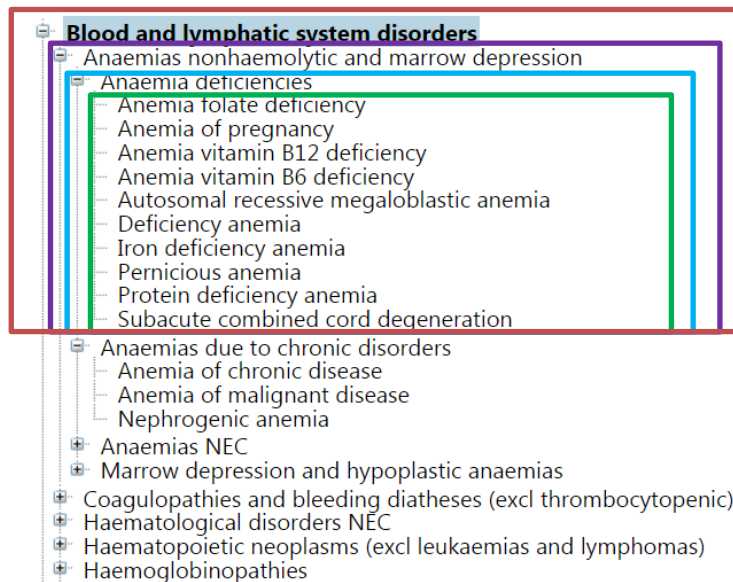 Blood and lymphatic system disorders
Anaemias nonhaemolytic and marrow depression
Anaemia deficiencies
Anemia folate deficiency
Anemia of pregnancy
Anemia vitamin B12 deficiency
Anemia vitamin B6 deficiency
Autosomal recessive megaloblastic anemia
Deficiency anemia
Iron deficiency anemia
Pernicious anemia
Protein deficiency anemia
Subacute combined cord degeneration
Anaemias due to chronic disorders
Anemia of chronic disease
Anemia of malignant disease
Nephrogenic anemia
Anaemias NEC
Marrow depression and hypoplastic anaemias
Coagulopathies and bleeding diatheses (excl thrombocytopenic)
Haematological disorders NEC
Haematopoietic neoplasms (excl leukaemias and lymphomas)
Haemoglobinopathies